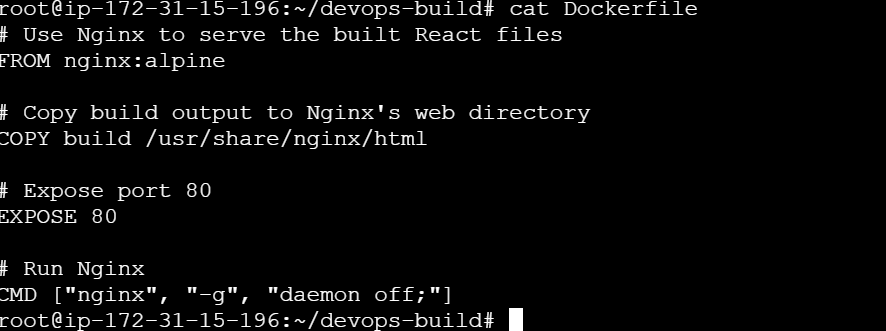 root@ip-172-31-15-196:~/devops-build# cat Dockerfile
# Use Nginx to serve the built React files
FROM nginx:alpine
# Copy build output to Nginx's web directory
COPY build /usr/share/nginx/html
# Expose port 80
EXPOSE 80
# Run Nginx
CMD ["nginx", "-g", "daemon off;"]
root@ip-172-31-15-196:~/devops-build#